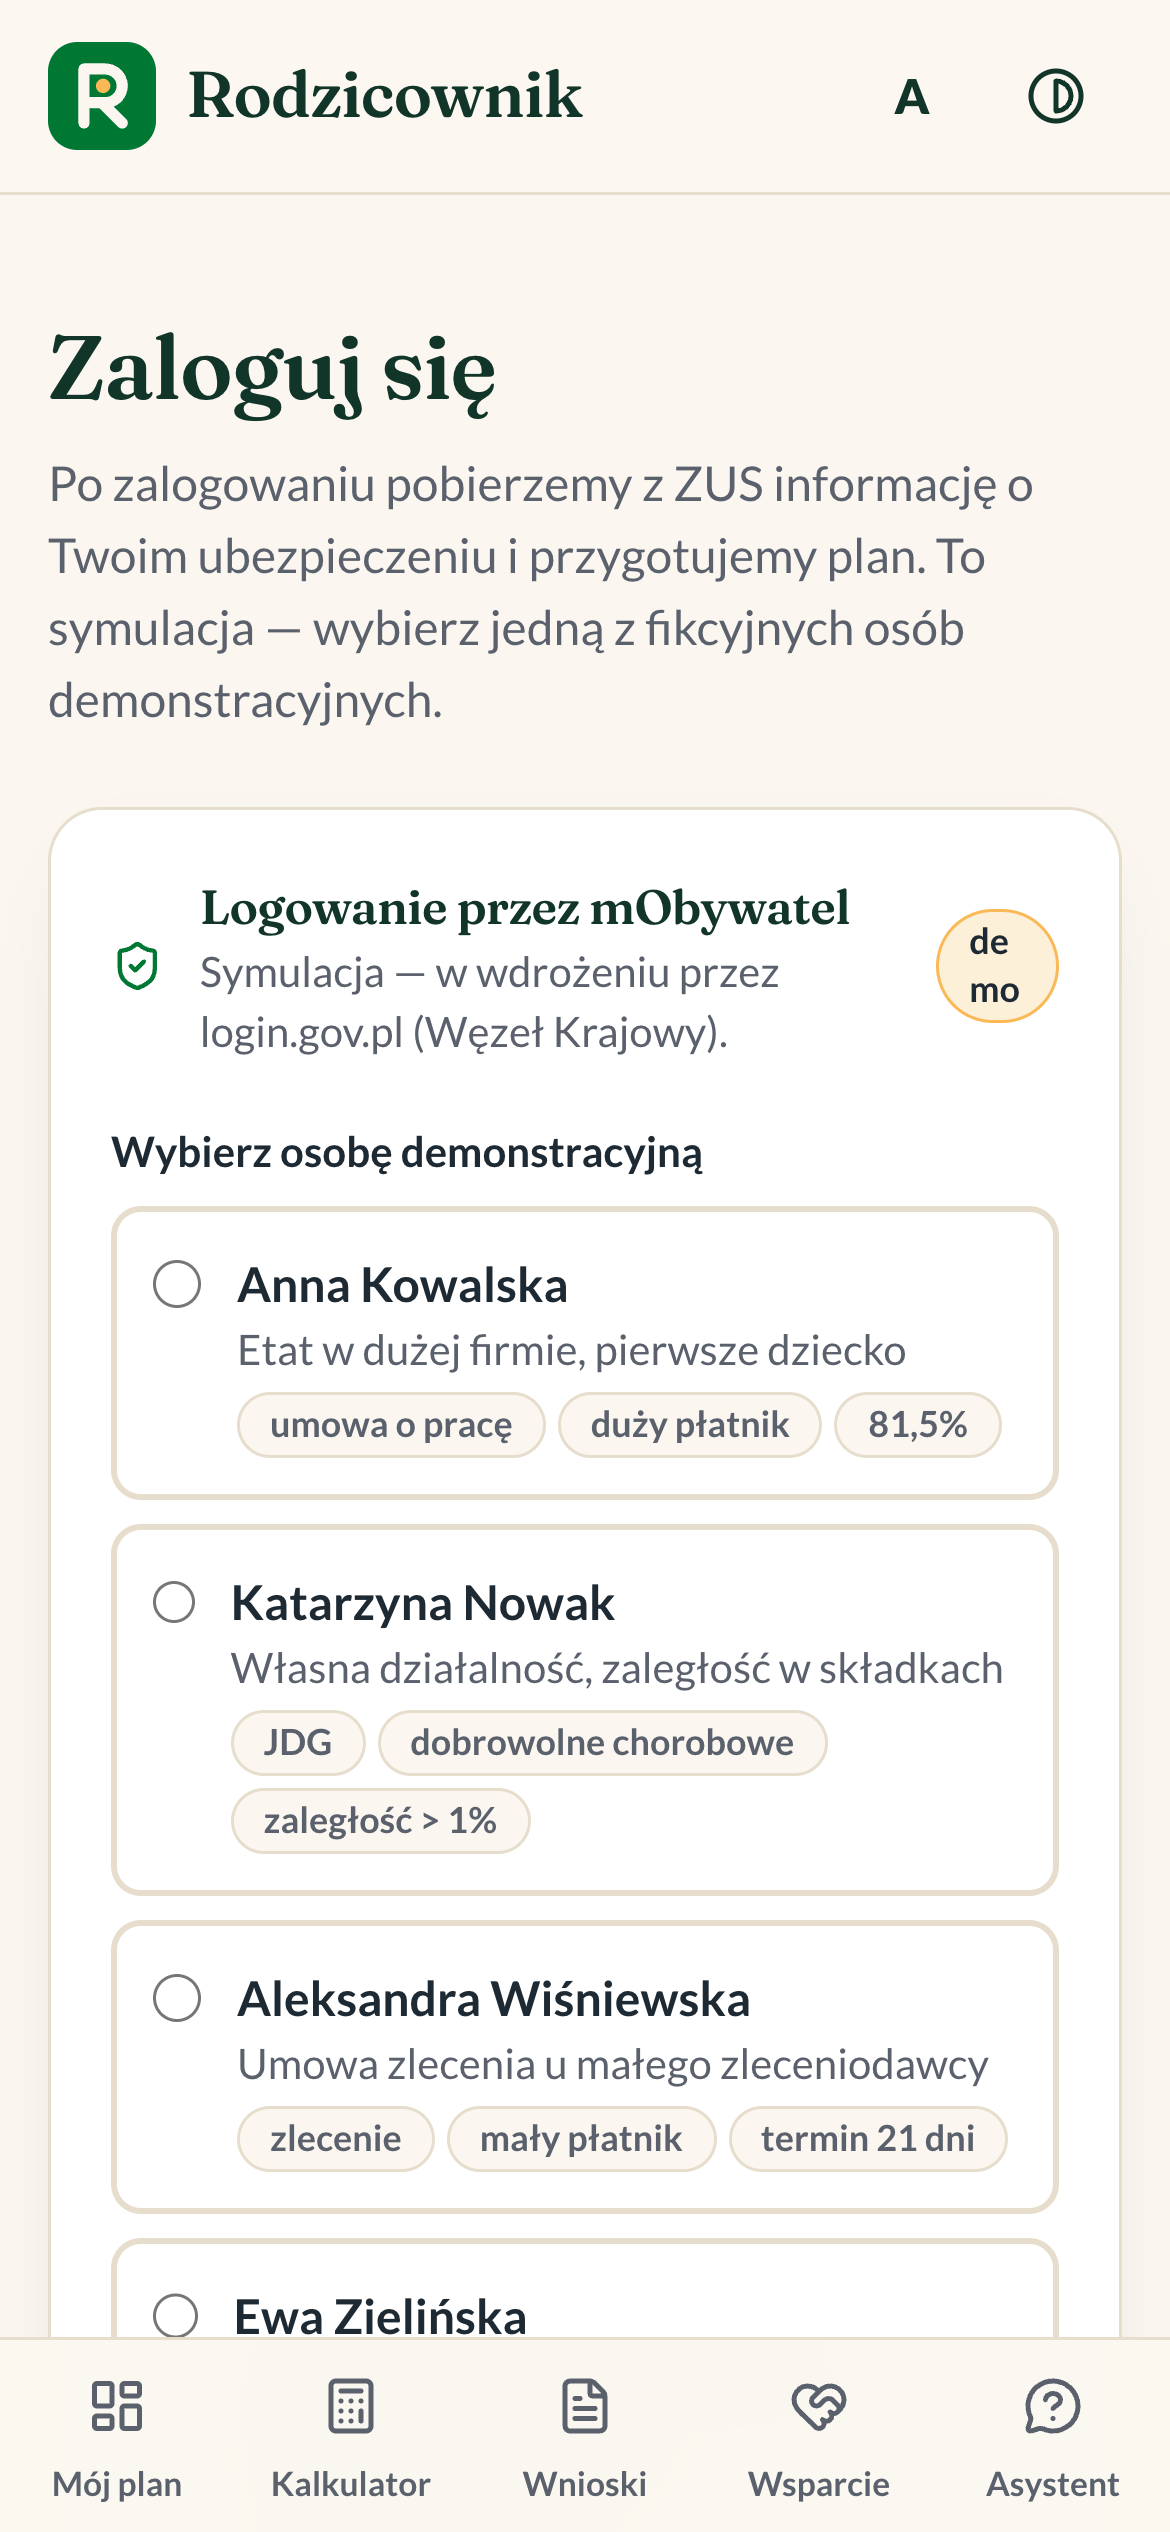 R Rodzicownik A
Zaloguj się
Po zalogowaniu pobierzemy z ZUS informację o
Twoim ubezpieczeniu i przygotujemy plan. To
symulacja — wybierz jedną z fikcyjnych osób
demonstracyjnych.
Logowanie przez mObywatel
Symulacja — w wdrożeniu przez
login.gov.pl (Węzeł Krajowy).
de
mo
Wybierz osobę demonstracyjną
Anna Kowalska
Etat w dużej firmie, pierwsze dziecko
umowa o pracę duży płatnik 81,5%
Katarzyna Nowak
Własna działalność, zaległość w składkach
JDG dobrowolne chorobowe
zaległość > 1%
Aleksandra Wiśniewska
Umowa zlecenia u małego zleceniodawcy
zlecenie mały płatnik termin 21 dni
Ewa Zielińska
Mój plan Kalkulator Wnioski Wsparcie Asystent